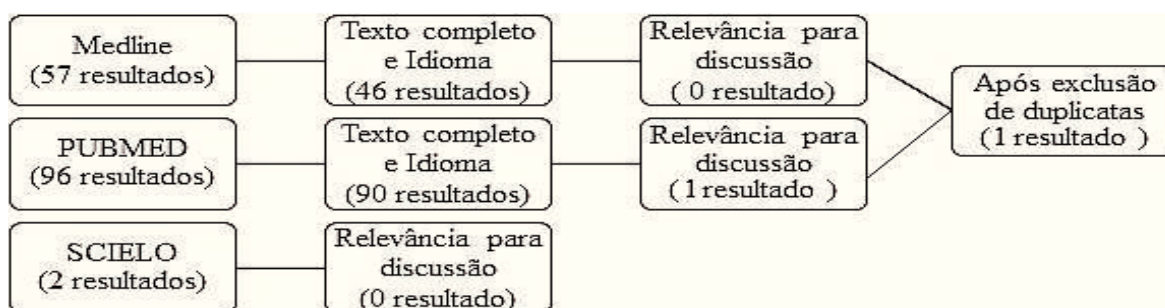 Medline
(57 resultados)
Texto completo
e Idioma
(46 resultados)
Relevância para
discussão
( 0 resultado)
Após exclusão
de duplicatas
(1 resultado )
PUBMED
(96 resultados)
Texto completo
e Idioma
(90 resultados)
Relevância para
discussão
(1 resultado )
SCIELO
(2 resultados)
Relevância para
discussão
(0 resultado)